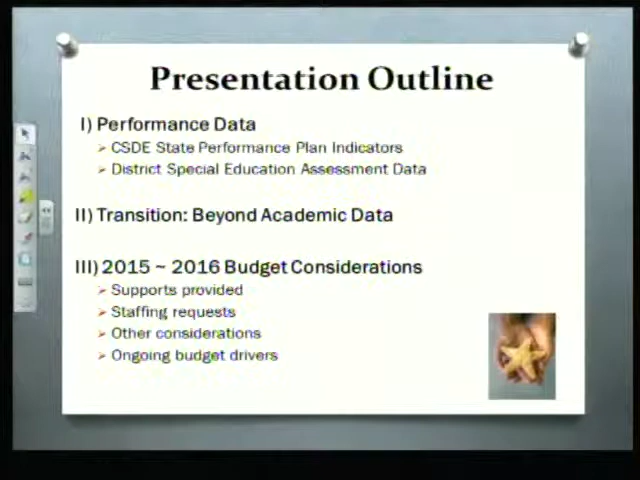 Presentation Outline
I) Performance Data
➢ CSDE State Performance Plan Indicators
➢ District Special Education Assessment Data
II) Transition: Beyond Academic Data
III) 2015 ~ 2016 Budget Considerations
➢ Supports provided
➢ Staffing requests
➢ Other considerations
➢ Ongoing budget drivers